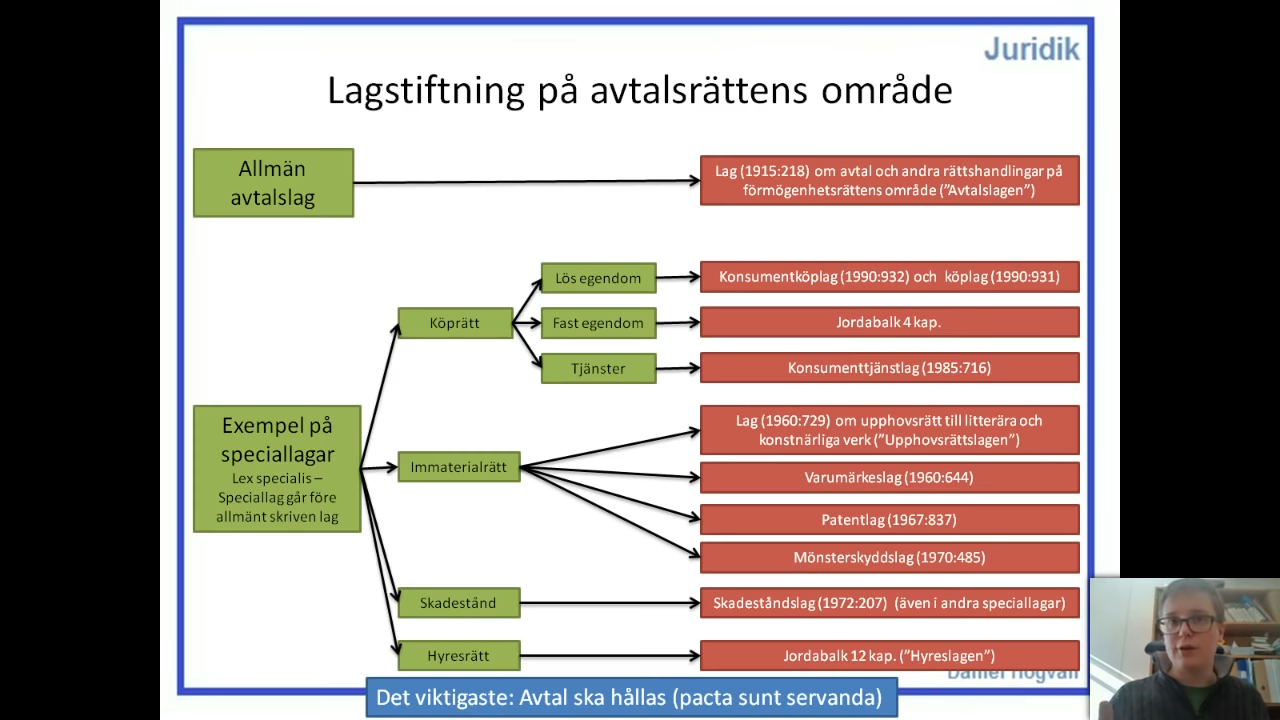 Juridik
Lagstiftning på avtalsrättens område
Allmän
avtalslag
Lag (1915:218) om avtal och andra rättshandlingar på
förmögenhetsrättens område (”Avtalslagen”)
Köprätt
Lös egendom
Konsumentköplag (1990:932) och köplag (1990:931)
Fast egendom
Jordabalk 4 kap.
Tjänster
Konsumenttjänstlag (1985:716)
Exempel på
speciallagar
Lex specialis –
Speciallag går före
allmänt skriven lag
Immaterialrätt
Lag (1960:729) om upphovsrätt till litterära och
konstnärliga verk (”Upphovsrättslagen”)
Varumärkeslag (1960:644)
Patentlag (1967:837)
Mönsterskyddslag (1970:485)
Skadestånd
Skadeståndslag (1972:207) (även i andra speciallagar)
Hyresrätt
Jordabalk 12 kap. (”Hyreslagen”)
Daniel Högvall
Det viktigaste: Avtal ska hållas (pacta sunt servanda)